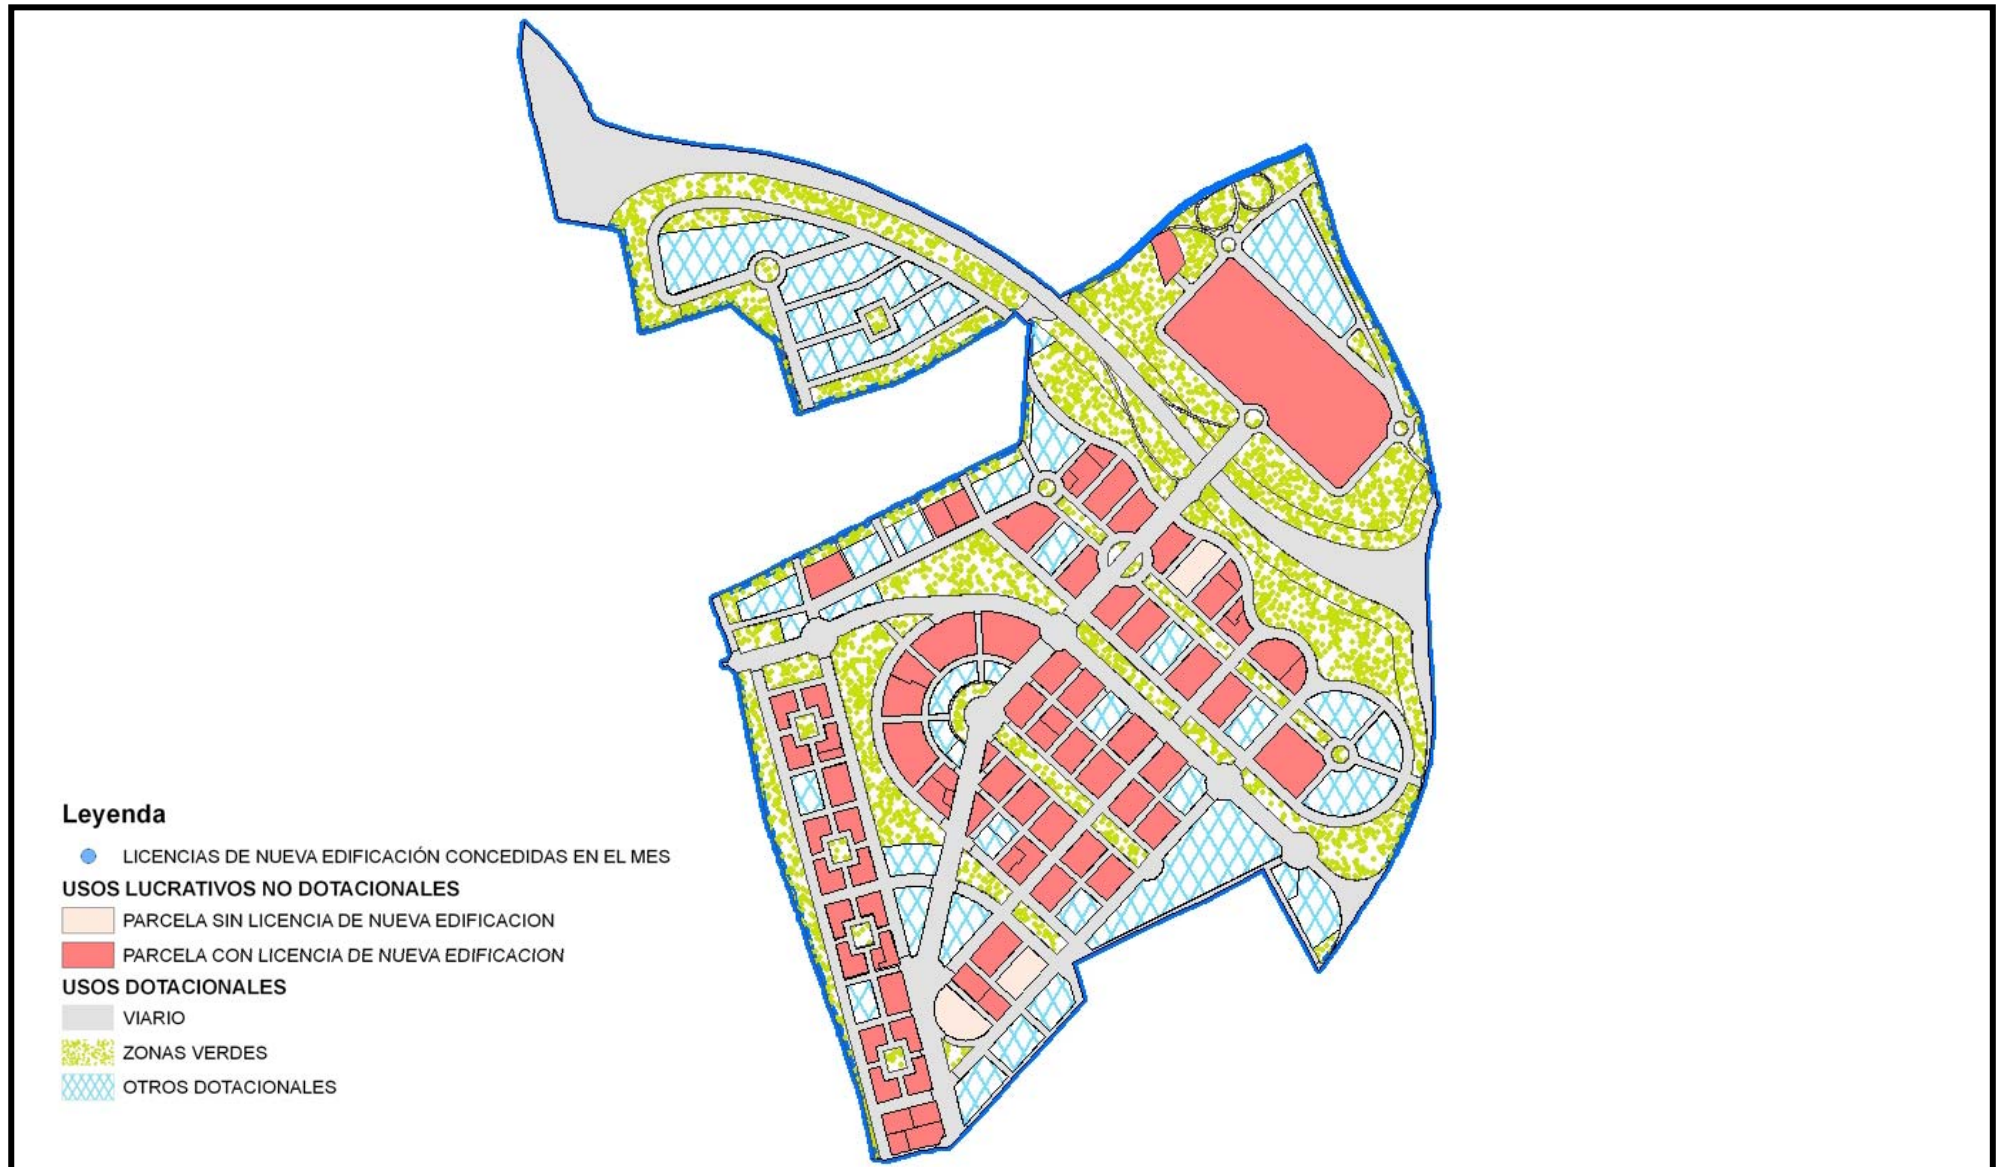 Leyenda
LICENCIAS DE NUEVA EDIFICACIÓN CONCEDIDAS EN EL MES
USOS LUCRATIVOS NO DOTACIONALES
PARCELA SIN LICENCIA DE NUEVA EDIFICACION
PARCELA CON LICENCIA DE NUEVA EDIFICACION
USOS DOTACIONALES
VIARIO
ZONAS VERDES
OTROS DOTACIONALES